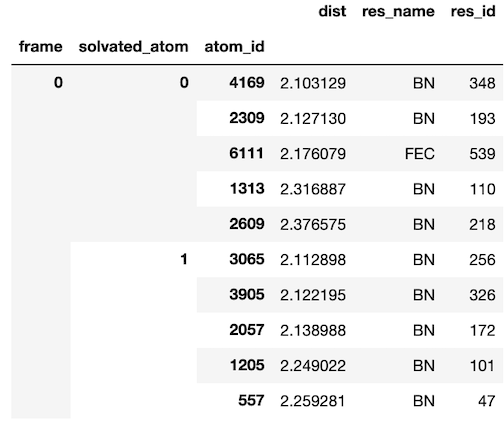 dist res_name res_id
frame solvated_atom atom_id
0 0 4169 2.103129 BN 348
2309 2.127130 BN 193
6111 2.176079 FEC 539
1313 2.316887 BN 110
2609 2.376575 BN 218
1 3065 2.112898 BN 256
3905 2.122195 BN 326
2057 2.138988 BN 172
1205 2.249022 BN 101
557 2.259281 BN 47